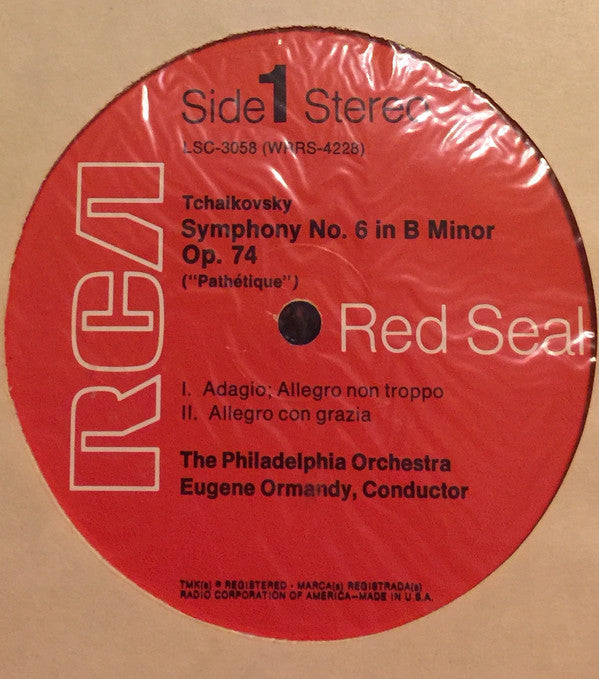 Side 1 Stereo
LSC-3058 (WRRS-4228)
RCA
Tchaikovsky
Symphony No. 6 in B Minor
Op. 74
("Pathétique")
Red Seal
I. Adagio; Allegro non troppo
II. Allegro con grazia
The Philadelphia Orchestra
Eugene Ormandy, Conductor
TMK(s) ® REGISTERED • MARCA(s) REGISTRADA(s)
RADIO CORPORATION OF AMERICA—MADE IN U.S.A.